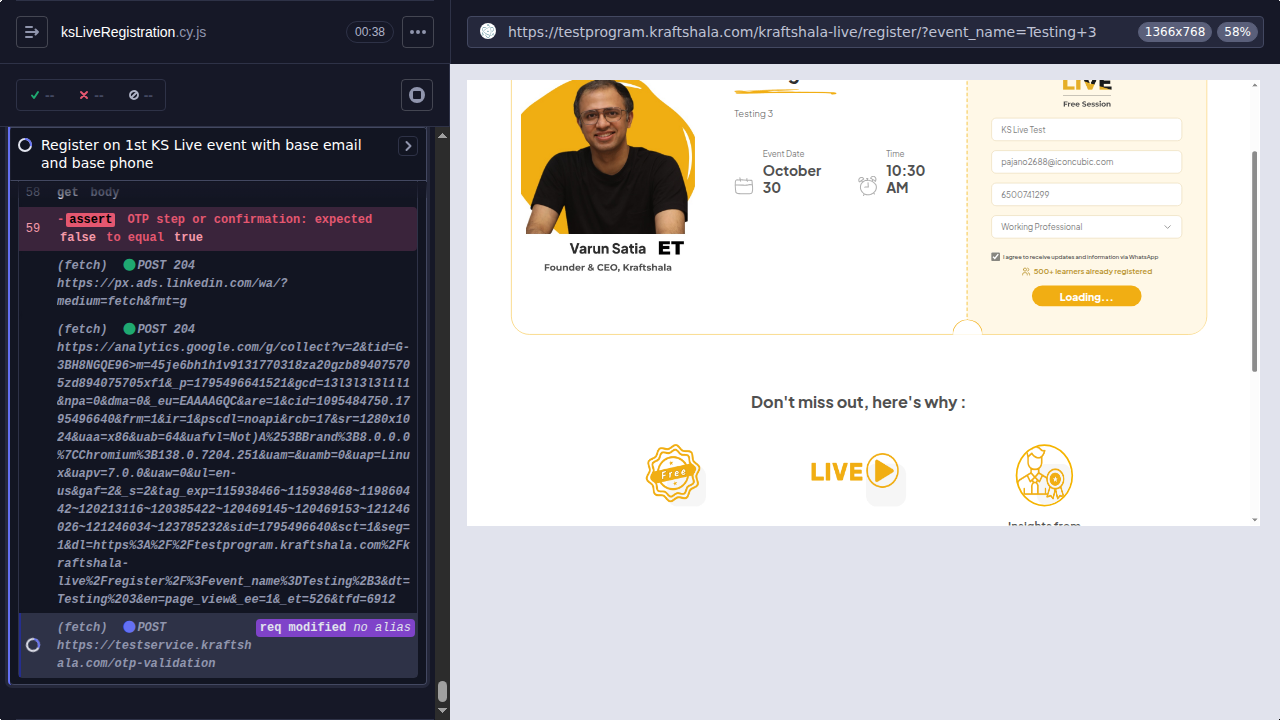 ksLiveRegistration.cy.js
00:38
https://testprogram.kraftshala.com/kraftshala-live/register/?event_name=Testing+3
1366x768
58%
--
--
--
Register on 1st KS Live event with base email
and base phone
58 get body
59 -assert OTP step or confirmation: expected
false to equal true
(fetch) POST 204
https://px.ads.linkedin.com/wa/?
medium=fetch&fmt=g
(fetch) POST 204
https://analytics.google.com/g/collect?v=2&tid=G-
3BH8NGQE96>m=45je6bh1h1v9131770318za20gzb89407570
5zd894075705xf1&_p=1795496641521&gcd=13l3l3l3l1l1
&npa=0&dma=0&_eu=EAAAAGQC&are=1&cid=1095484750.17
95496640&frm=1&ir=1&pscdl=noapi&rcb=17&sr=1280x10
24&uaa=x86&uab=64&uafvl=Not)A%253BBrand%3B8.0.0.0
%7CChromium%3B138.0.7204.251&uam=&uamb=0&uap=Linu
x&uapv=7.0.0&uaw=0&ul=en-
us&gaf=2&_s=2&tag_exp=115938466~115938468~1198604
42~120213116~120385422~120469145~120469153~121246
026~121246034~123785232&sid=1795496640&sct=1&seg=
1&dl=https%3A%2F%2Ftestprogram.kraftshala.com%2Fk
raftshala-
live%2Fregister%2F%3Fevent_name%3DTesting%2B3&dt=
Testing%203&en=page_view&_ee=1&_et=526&tfd=6912
(fetch) POST req modified no alias
https://testservice.kraftsh
ala.com/otp-validation
Testing 3
Event Date
October
30
Time
10:30
AM
Varun Satia ET
Founder & CEO, Kraftshala
LIVE
Free Session
KS Live Test
pajano2688@iconcubic.com
6500741299
Working Professional
I agree to receive updates and information via WhatsApp
500+ learners already registered
Loading...
Don't miss out, here's why :
Free
LIVE
Insights from